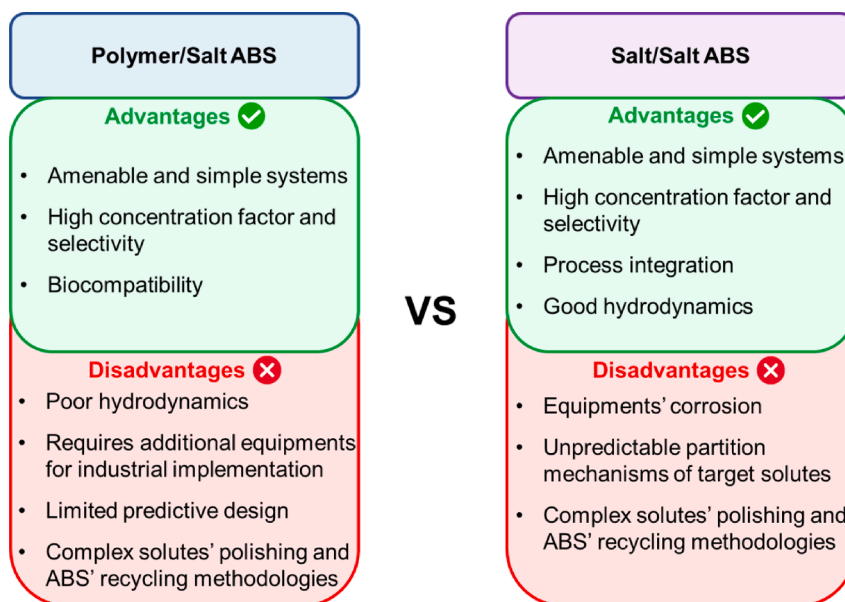 Polymer/Salt ABS
Advantages
• Amenable and simple systems
• High concentration factor and
selectivity
• Biocompatibility
Disadvantages
• Poor hydrodynamics
• Requires additional equipments
for industrial implementation
• Limited predictive design
• Complex solutes' polishing and
ABS' recycling methodologies
VS
Salt/Salt ABS
Advantages
• Amenable and simple systems
• High concentration factor and
selectivity
• Process integration
• Good hydrodynamics
Disadvantages
• Equipments' corrosion
• Unpredictable partition
mechanisms of target solutes
• Complex solutes' polishing and
ABS' recycling methodologies